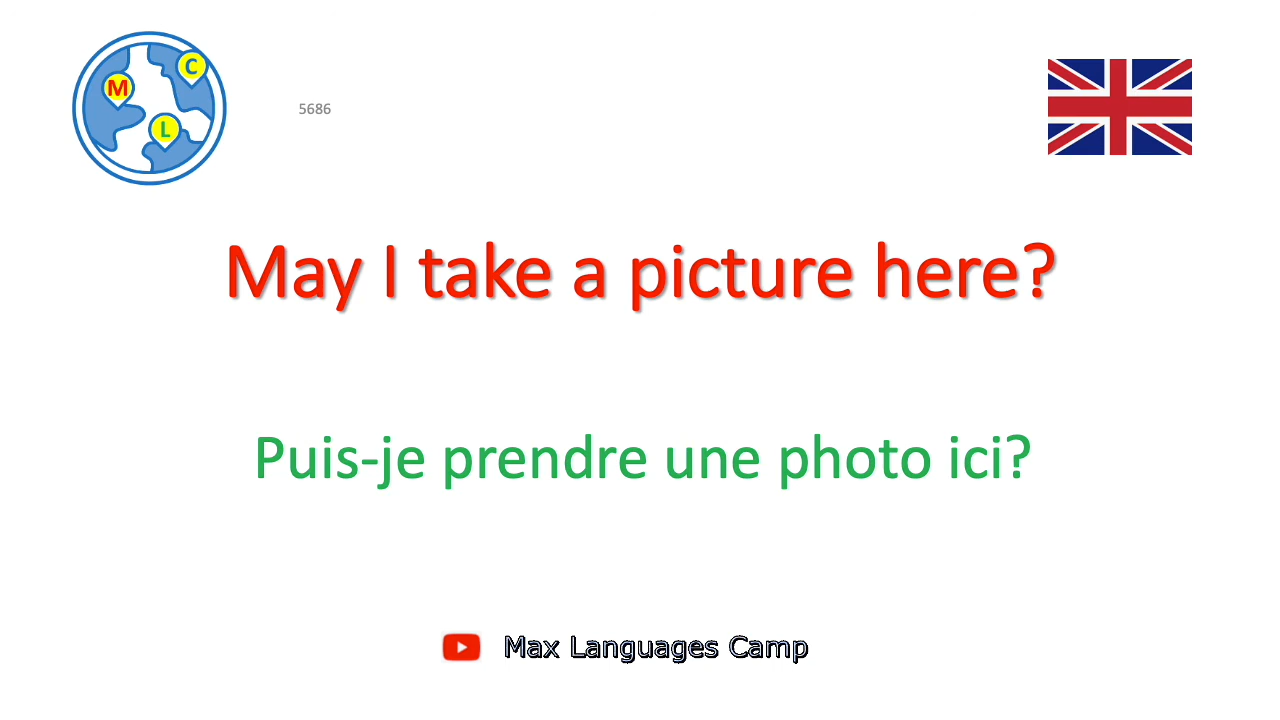 M
C
L
5686
May I take a picture here?
Puis-je prendre une photo ici?
Max Languages Camp